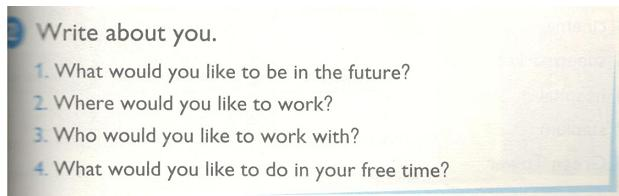 2 Write about you.
1. What would you like to be in the future?
2. Where would you like to work?
3. Who would you like to work with?
4. What would you like to do in your free time?